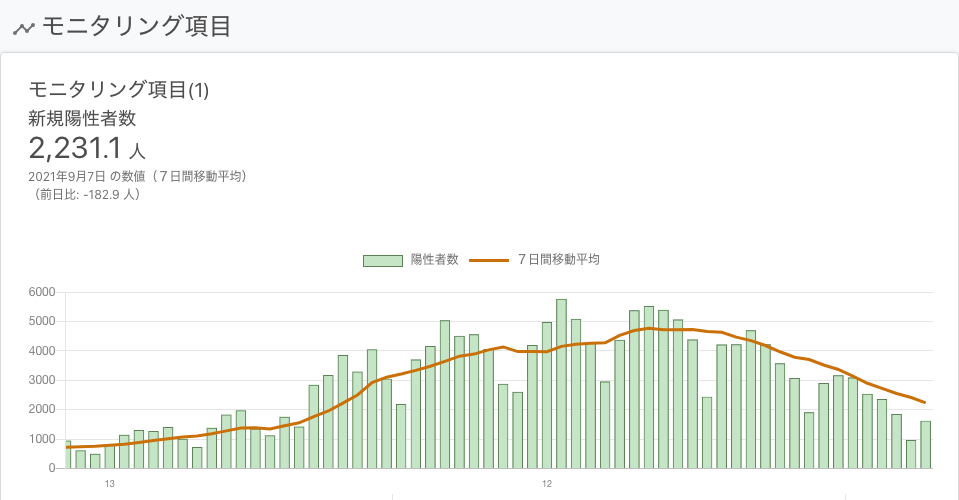 モニタリング項目
モニタリング項目(1)
新規陽性者数
2,231.1 人
2021年9月7日 の数値（７日間移動平均）
（前日比: -182.9 人）
陽性者数 ７日間移動平均
6000
5000
4000
3000
2000
1000
0
13 12